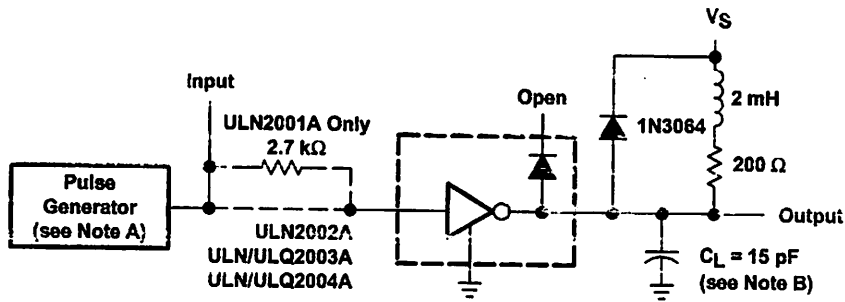 VS
Input
2 mH
Open
ULN2001A Only
1N3064
2.7 kΩ
200 Ω
Pulse
Generator
(see Note A)
Output
ULN2002A
ULN/ULQ2003A
ULN/ULQ2004A
CL = 15 pF
(see Note B)